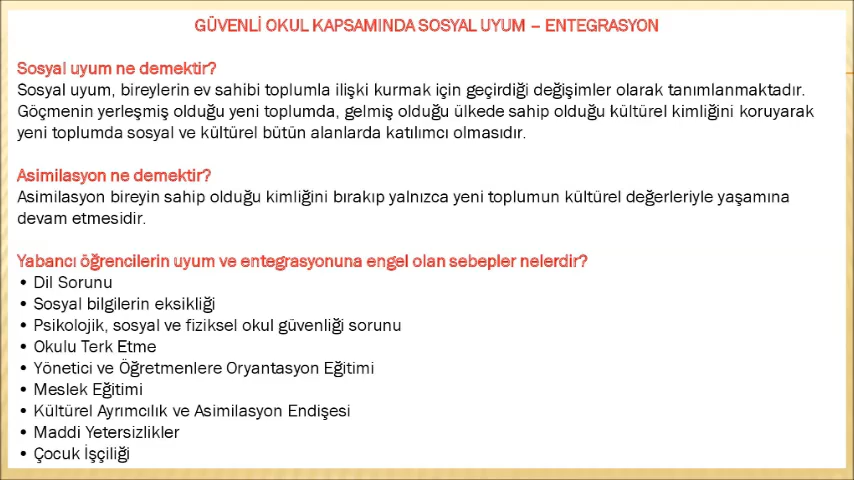 GÜVENLİ OKUL KAPSAMINDA SOSYAL UYUM – ENTEGRASYON
Sosyal uyum ne demektir?
Sosyal uyum, bireylerin ev sahibi toplumla ilişki kurmak için geçirdiği değişimler olarak tanımlanmaktadır.
Göçmenin yerleşmiş olduğu yeni toplumda, gelmiş olduğu ülkede sahip olduğu kültürel kimliğini koruyarak
yeni toplumda sosyal ve kültürel bütün alanlarda katılımcı olmasıdır.
Asimilasyon ne demektir?
Asimilasyon bireyin sahip olduğu kimliğini bırakıp yalnızca yeni toplumun kültürel değerleriyle yaşamına
devam etmesidir.
Yabancı öğrencilerin uyum ve entegrasyonuna engel olan sebepler nelerdir?
• Dil Sorunu
• Sosyal bilgilerin eksikliği
• Psikolojik, sosyal ve fiziksel okul güvenliği sorunu
• Okulu Terk Etme
• Yönetici ve Öğretmenlere Oryantasyon Eğitimi
• Meslek Eğitimi
• Kültürel Ayrımcılık ve Asimilasyon Endişesi
• Maddi Yetersizlikler
• Çocuk İşçiliği